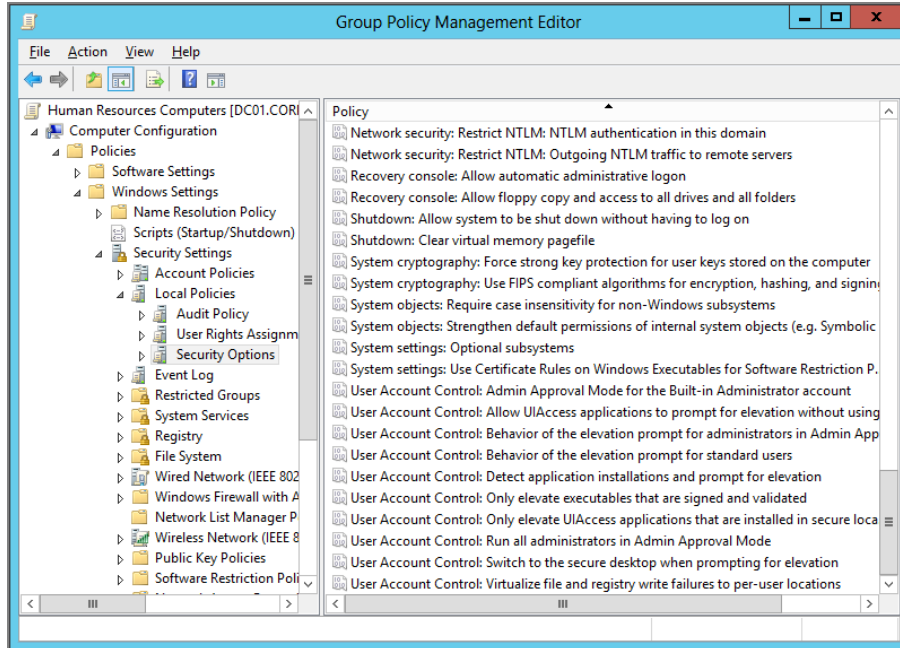 Group Policy Management Editor
File Action View Help
Human Resources Computers [DC01.COR
Computer Configuration
Policies
Software Settings
Windows Settings
Name Resolution Policy
Scripts (Startup/Shutdown)
Security Settings
Account Policies
Local Policies
Audit Policy
User Rights Assignm
Security Options
Event Log
Restricted Groups
System Services
Registry
File System
Wired Network (IEEE 802
Windows Firewall with A
Network List Manager P
Wireless Network (IEEE 8
Public Key Policies
Software Restriction Poli
Policy
Network security: Restrict NTLM: NTLM authentication in this domain
Network security: Restrict NTLM: Outgoing NTLM traffic to remote servers
Recovery console: Allow automatic administrative logon
Recovery console: Allow floppy copy and access to all drives and all folders
Shutdown: Allow system to be shut down without having to log on
Shutdown: Clear virtual memory pagefile
System cryptography: Force strong key protection for user keys stored on the computer
System cryptography: Use FIPS compliant algorithms for encryption, hashing, and signin
System objects: Require case insensitivity for non-Windows subsystems
System objects: Strengthen default permissions of internal system objects (e.g. Symbolic
System settings: Optional subsystems
System settings: Use Certificate Rules on Windows Executables for Software Restriction P.
User Account Control: Admin Approval Mode for the Built-in Administrator account
User Account Control: Allow UIAccess applications to prompt for elevation without using
User Account Control: Behavior of the elevation prompt for administrators in Admin App
User Account Control: Behavior of the elevation prompt for standard users
User Account Control: Detect application installations and prompt for elevation
User Account Control: Only elevate executables that are signed and validated
User Account Control: Only elevate UIAccess applications that are installed in secure loca
User Account Control: Run all administrators in Admin Approval Mode
User Account Control: Switch to the secure desktop when prompting for elevation
User Account Control: Virtualize file and registry write failures to per-user locations